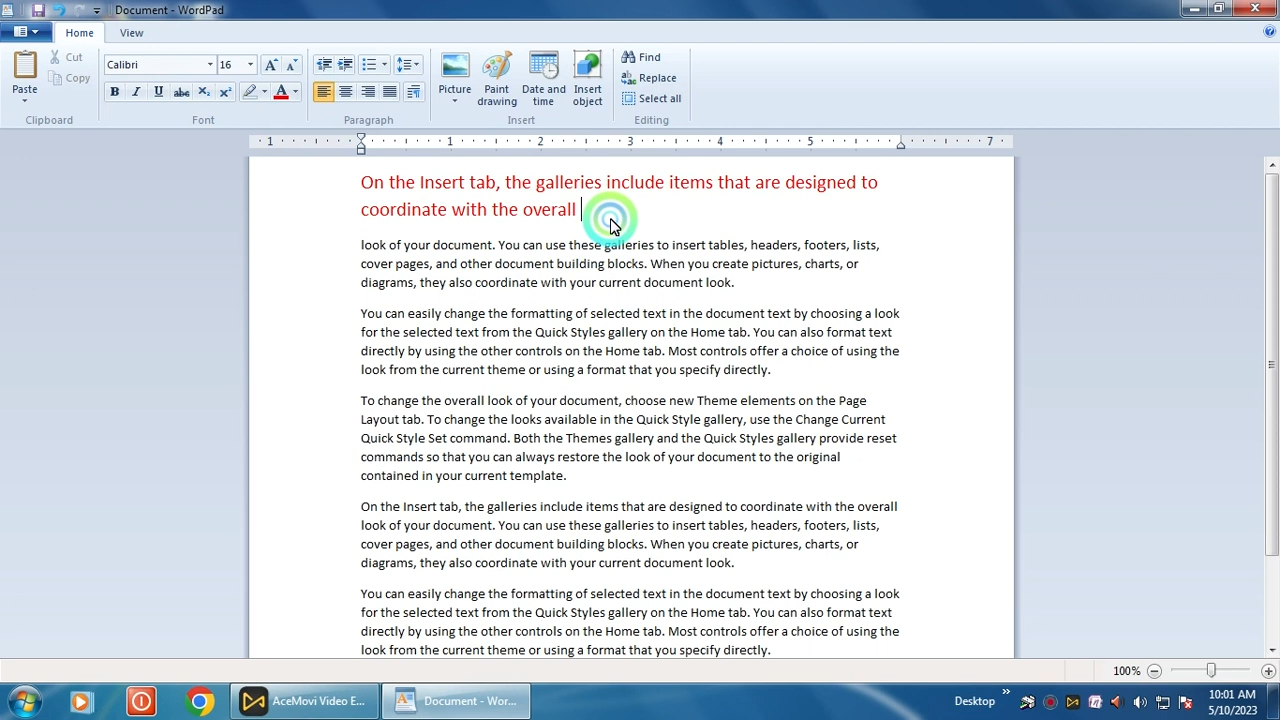 Document - WordPad
Home View
Paste Cut Copy
Calibri 16
Picture Paint drawing Date and time Insert object
Find
Replace
Select all
Clipboard Font Paragraph Insert Editing
1 1 2 3 4 5 7
On the Insert tab, the galleries include items that are designed to
coordinate with the overall
look of your document. You can use these galleries to insert tables, headers, footers, lists,
cover pages, and other document building blocks. When you create pictures, charts, or
diagrams, they also coordinate with your current document look.
You can easily change the formatting of selected text in the document text by choosing a look
for the selected text from the Quick Styles gallery on the Home tab. You can also format text
directly by using the other controls on the Home tab. Most controls offer a choice of using the
look from the current theme or using a format that you specify directly.
To change the overall look of your document, choose new Theme elements on the Page
Layout tab. To change the looks available in the Quick Style gallery, use the Change Current
Quick Style Set command. Both the Themes gallery and the Quick Styles gallery provide reset
commands so that you can always restore the look of your document to the original
contained in your current template.
On the Insert tab, the galleries include items that are designed to coordinate with the overall
look of your document. You can use these galleries to insert tables, headers, footers, lists,
cover pages, and other document building blocks. When you create pictures, charts, or
diagrams, they also coordinate with your current document look.
You can easily change the formatting of selected text in the document text by choosing a look
for the selected text from the Quick Styles gallery on the Home tab. You can also format text
directly by using the other controls on the Home tab. Most controls offer a choice of using the
look from the current theme or using a format that you specify directly.
100%
AceMovi Video E... Document - Wor... Desktop 10:01 AM
5/10/2023